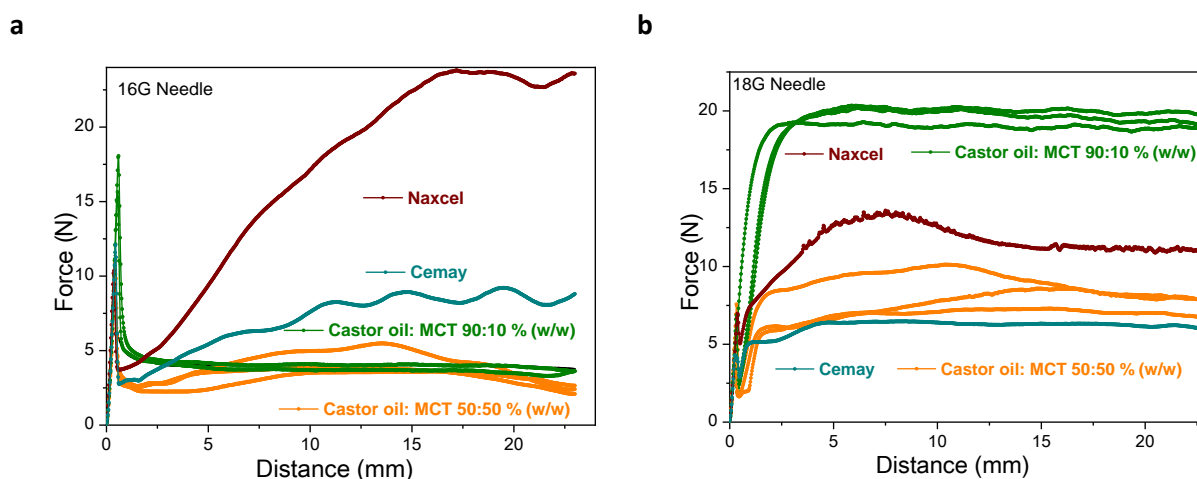 a
16G Needle
Naxcel
Cemay
Castor oil: MCT 90:10 % (w/w)
Castor oil: MCT 50:50 % (w/w)
Force (N)
0
5
10
15
20
0
5
10
15
20
Distance (mm)
b
18G Needle
Naxcel
Castor oil: MCT 90:10 % (w/w)
Cemay
Castor oil: MCT 50:50 % (w/w)
Force (N)
0
5
10
15
20
0
5
10
15
20
Distance (mm)